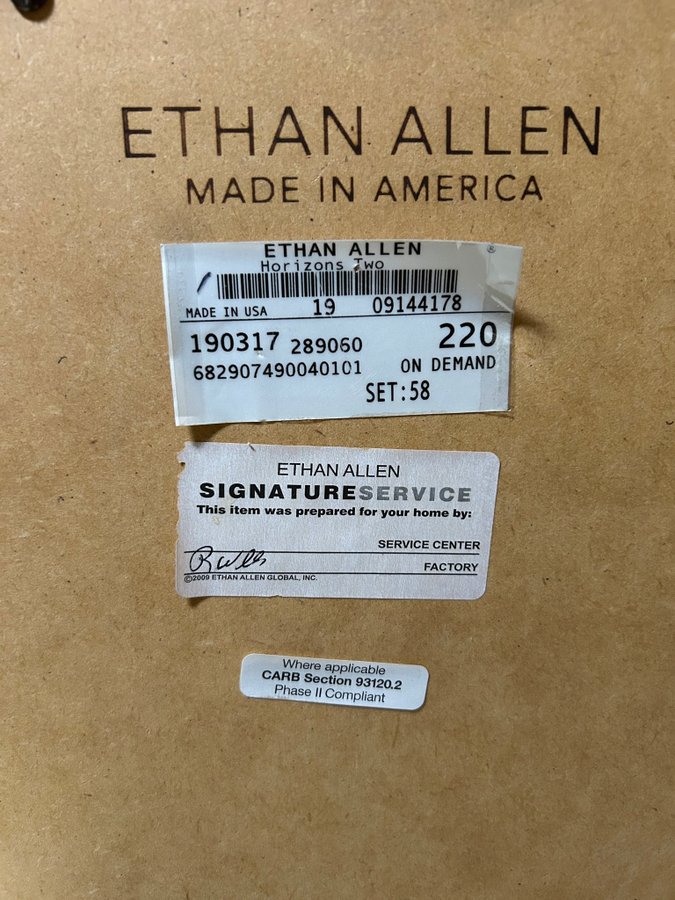 ETHAN ALLEN
MADE IN AMERICA
ETHAN ALLEN ®
Horizons Two
MADE IN USA 19 09144178
190317 289060 220
682907490040101 ON DEMAND
SET:58
ETHAN ALLEN
SIGNATURESERVICE
This item was prepared for your home by:
SERVICE CENTER
FACTORY
©2009 ETHAN ALLEN GLOBAL, INC.
Where applicable
CARB Section 93120.2
Phase II Compliant